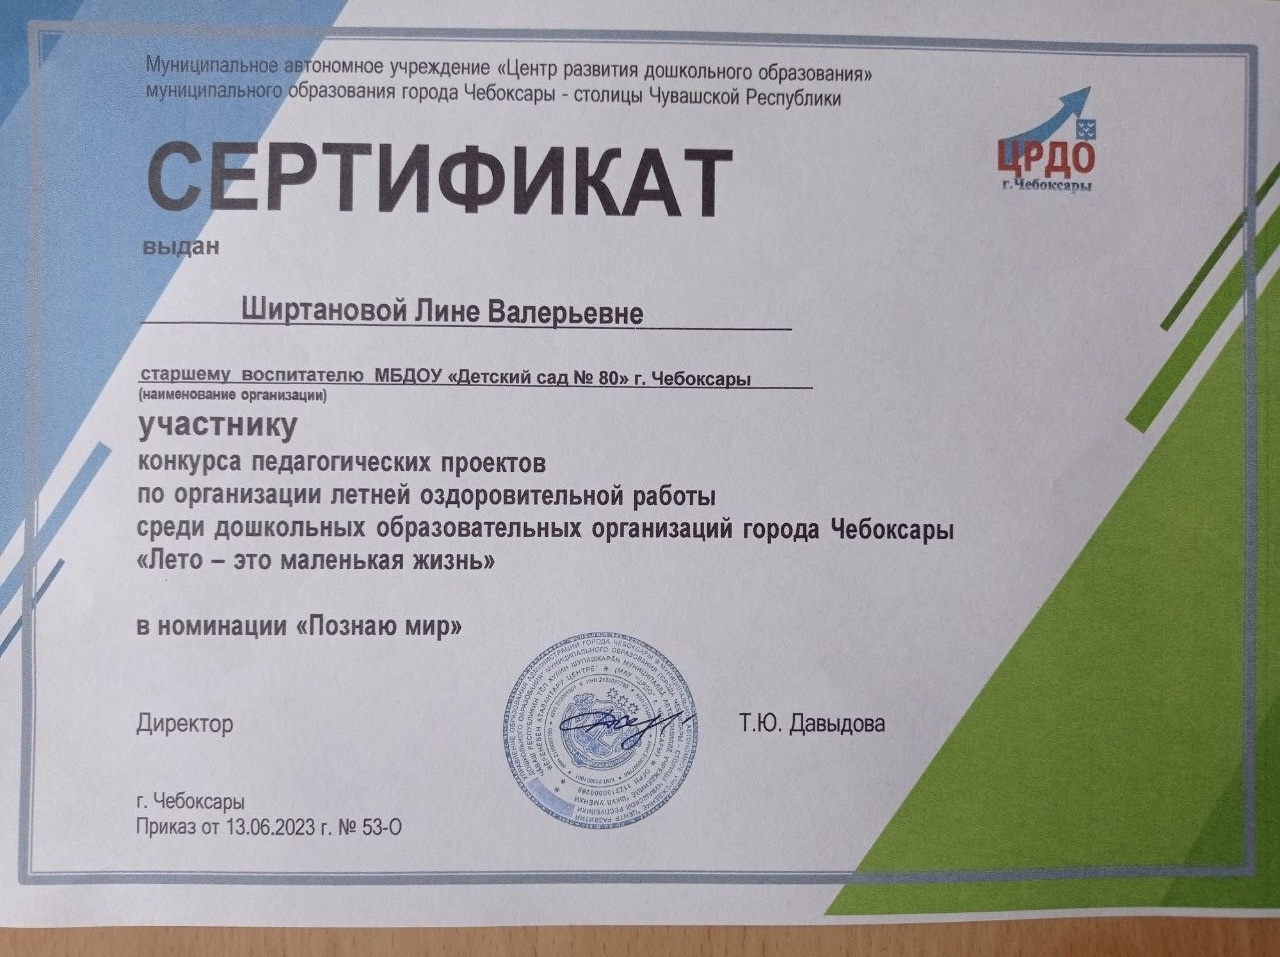 Муниципальное автономное учреждение «Центр развития дошкольного образования»
муниципального образования города Чебоксары - столицы Чувашской Республики
ЦРДО
г.Чебоксары
СЕРТИФИКАТ
выдан
Ширтановой Лине Валерьевне
старшему воспитателю МБДОУ «Детский сад № 80» г. Чебоксары
(наименование организации)
участнику
конкурса педагогических проектов
по организации летней оздоровительной работы
среди дошкольных образовательных организаций города Чебоксары
«Лето – это маленькая жизнь»
в номинации «Познаю мир»
Директор
Т.Ю. Давыдова
г. Чебоксары
Приказ от 13.06.2023 г. № 53-О